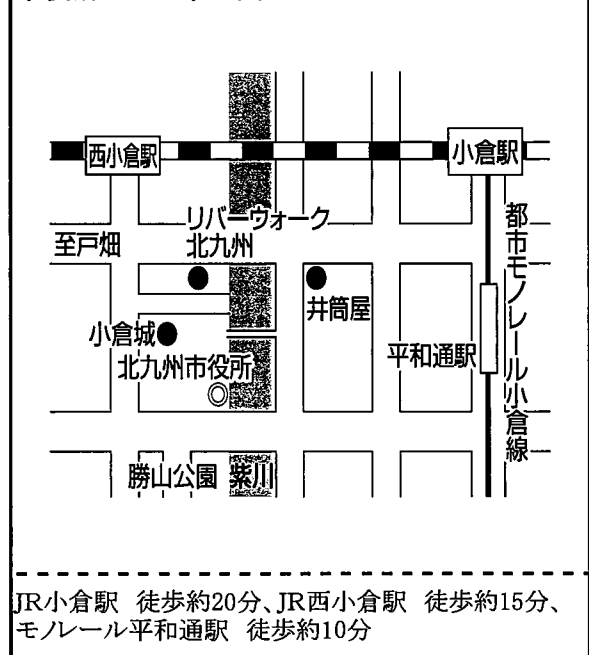 西小倉駅
小倉駅
リバーウォーク
北九州
至戸畑
井筒屋
小倉城
北九州市役所
平和通駅
都市モノレール小倉線
勝山公園
紫川
JR小倉駅 徒歩約20分、JR西小倉駅 徒歩約15分、
モノレール平和通駅 徒歩約10分